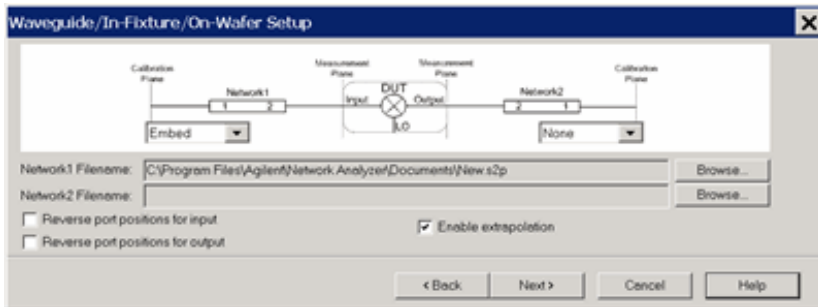 Waveguide/In-Fixture/On-Wafer Setup
Calibration Plane
Measurement Plane
Measurement Plane
Calibration Plane
Network1
1 2
Input
DUT
Output
LO
Network2
2 1
Embed
None
Network1 Filename: C:\Program Files\Agilent\Network Analyzer\Documents\New.s2p Browse...
Network2 Filename: Browse...
Reverse port positions for input
Enable extrapolation
Reverse port positions for output
< Back Next > Cancel Help